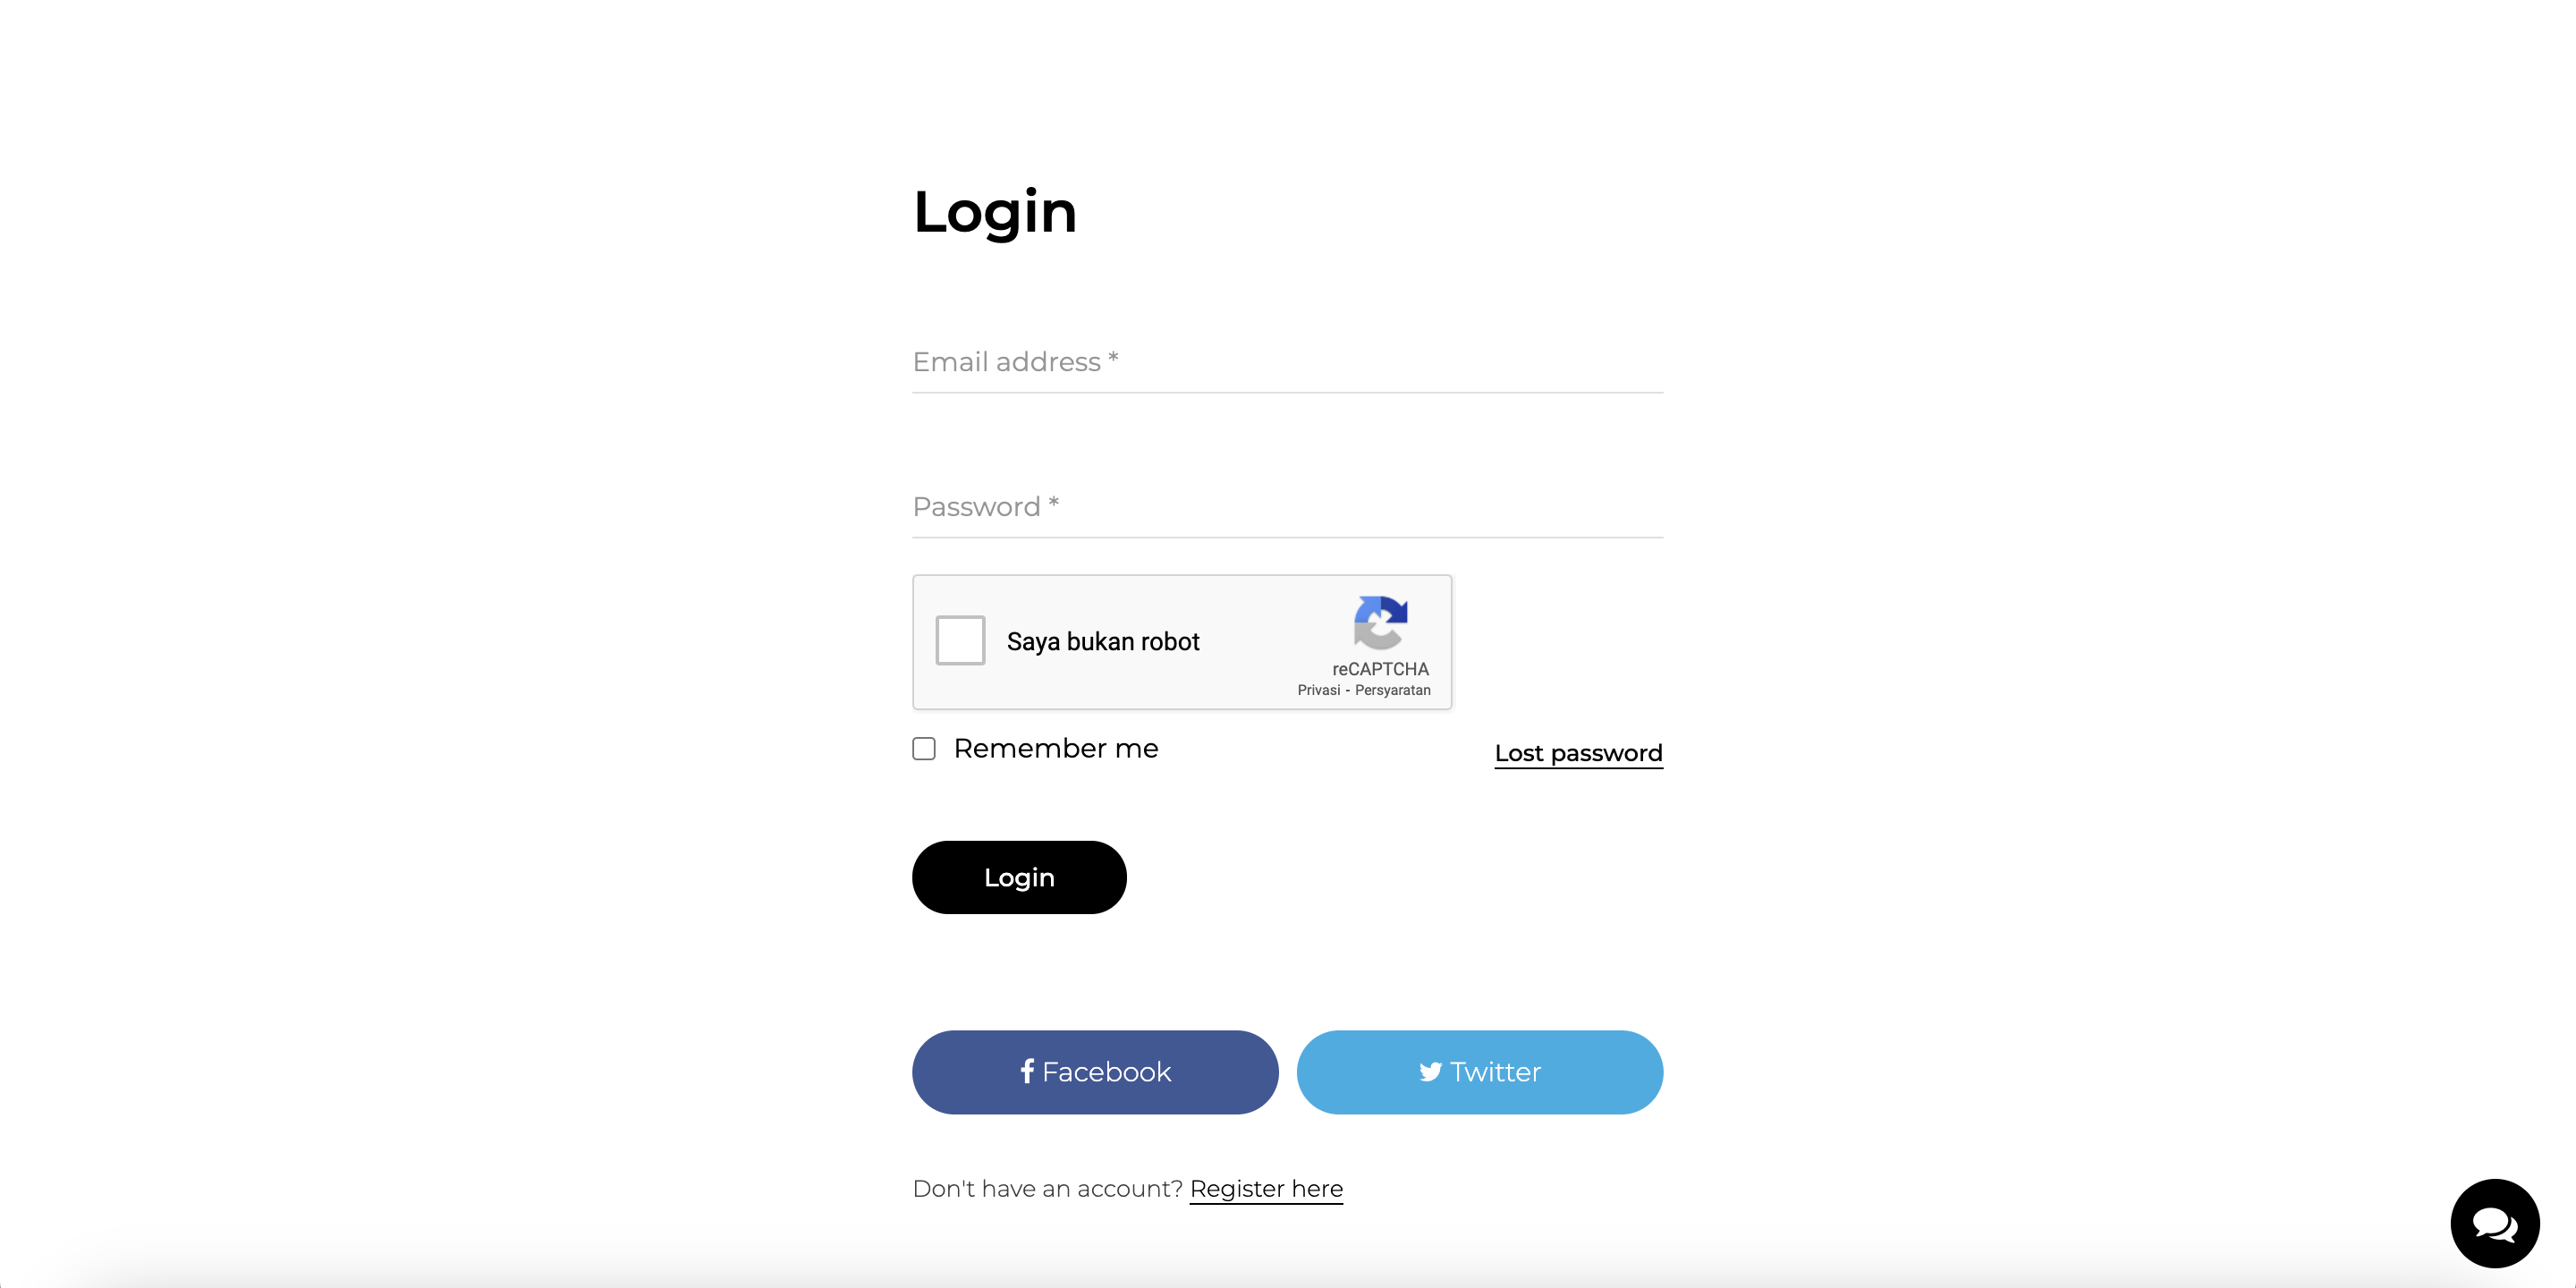 Login
Email address *
Password *
Saya bukan robot
reCAPTCHA
Privasi - Persyaratan
Remember me
Lost password
Login
Facebook
Twitter
Don't have an account? Register here